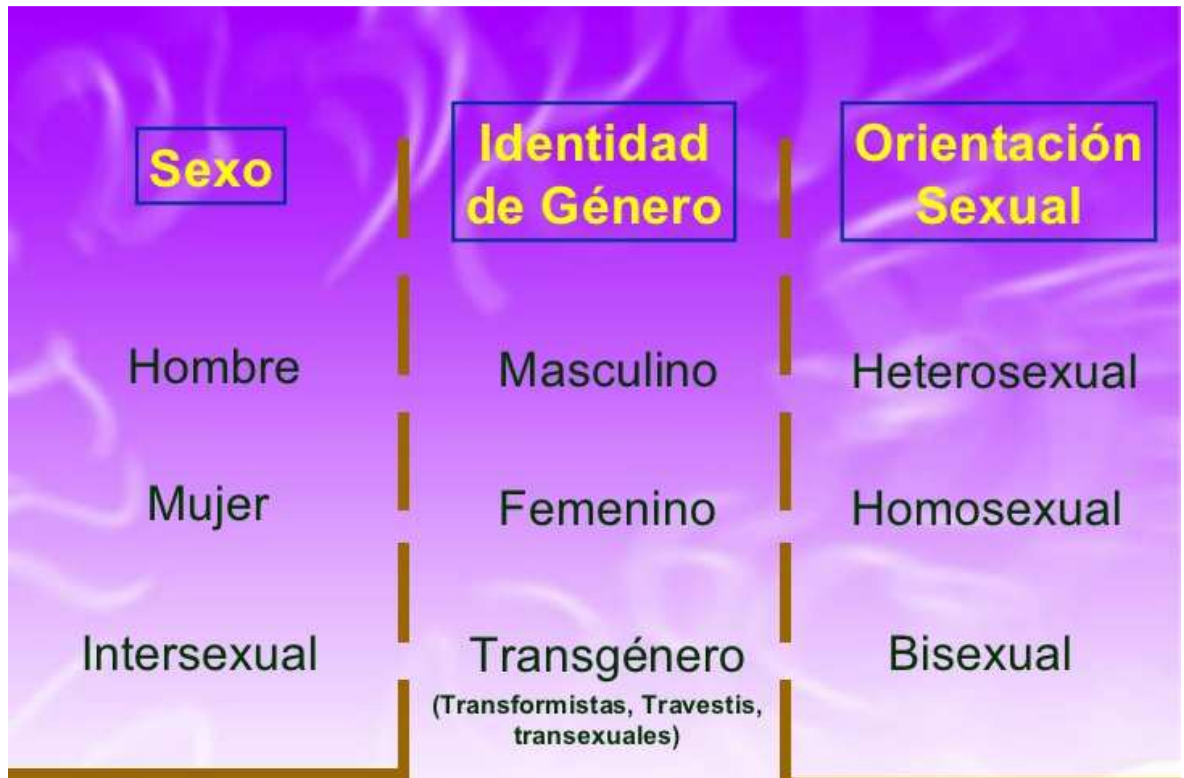 Sexo
Identidad
de Género
Orientación
Sexual
Hombre
Masculino
Heterosexual
Mujer
Femenino
Homosexual
Intersexual
Transgénero
(Transformistas, Travestis,
transexuales)
Bisexual